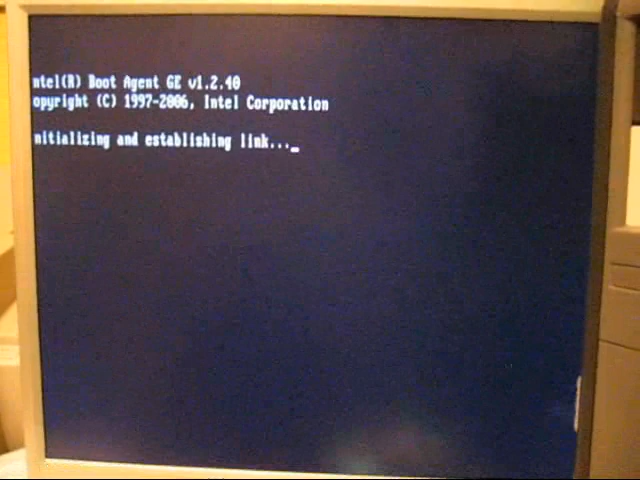 ntel(R) Boot Agent GE v1.2.40
opyright (C) 1997-2006, Intel Corporation
nitializing and establishing link..._